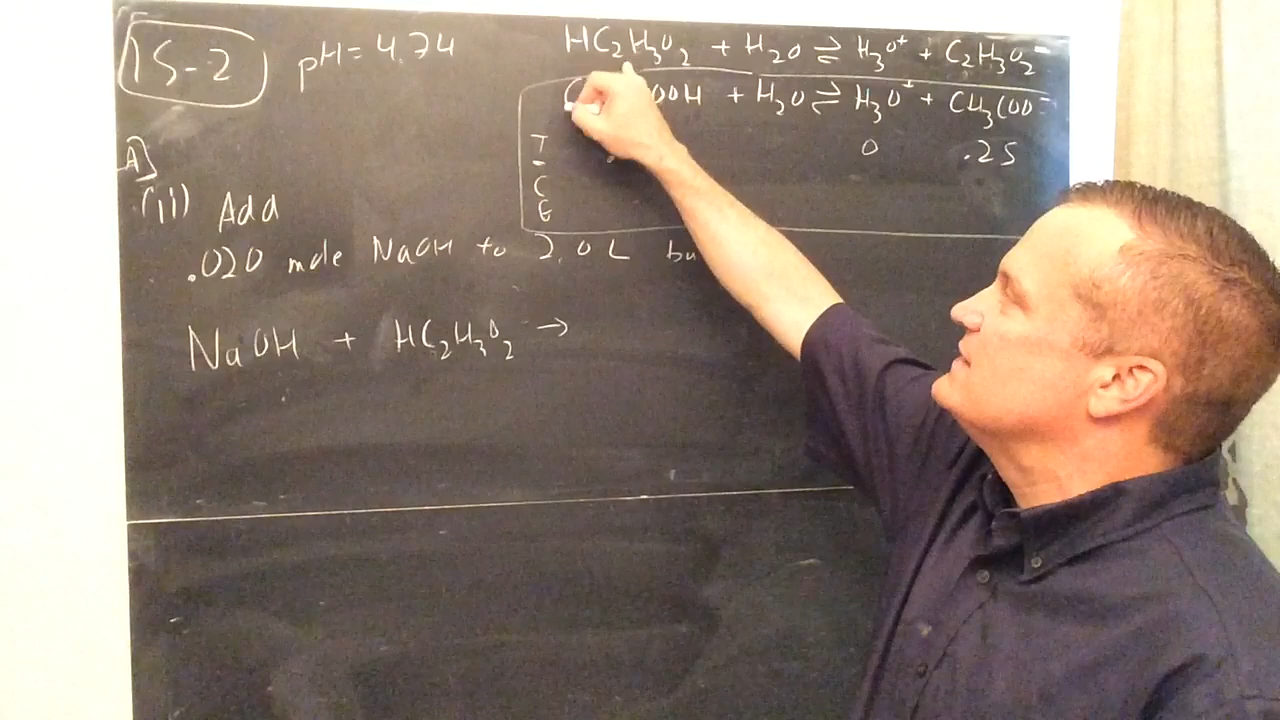 15-2 pH = 4.74 HC₂H₃O₂ + H₂O ⇌ H₃O⁺ + C₂H₃O₂⁻
OOH + H₂O ⇌ H₃O⁺ + CH₃COO⁻
A)
I . 0 .25
(ii) Add
C
E
.020 mole NaOH to 2.0 L bu
NaOH + HC₂H₃O₂ →